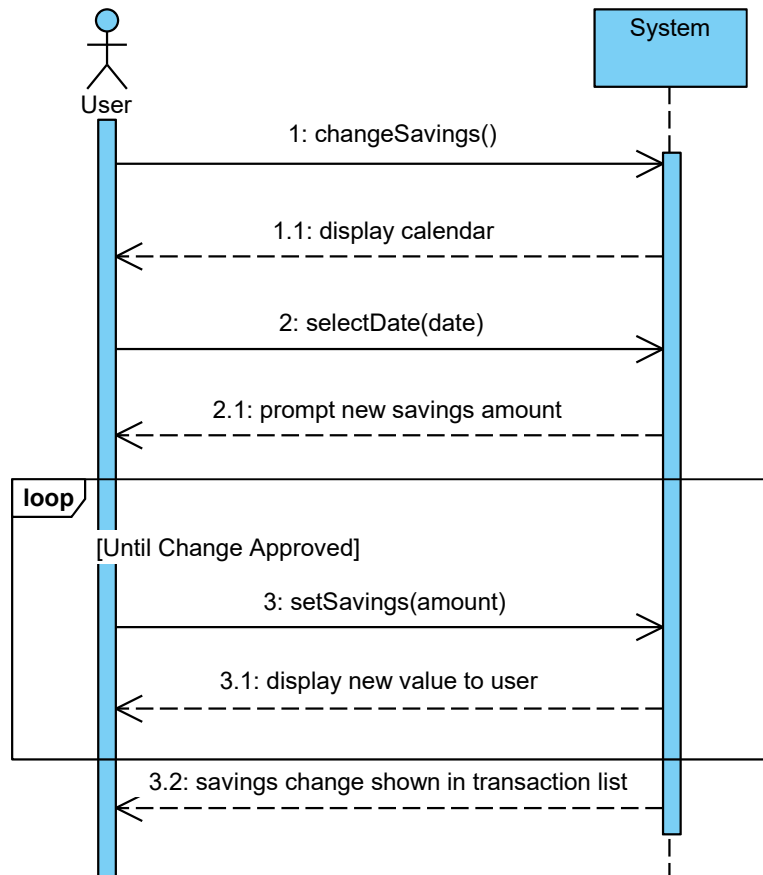 User
System
1: changeSavings()
1.1: display calendar
2: selectDate(date)
2.1: prompt new savings amount
loop
[Until Change Approved]
3: setSavings(amount)
3.1: display new value to user
3.2: savings change shown in transaction list